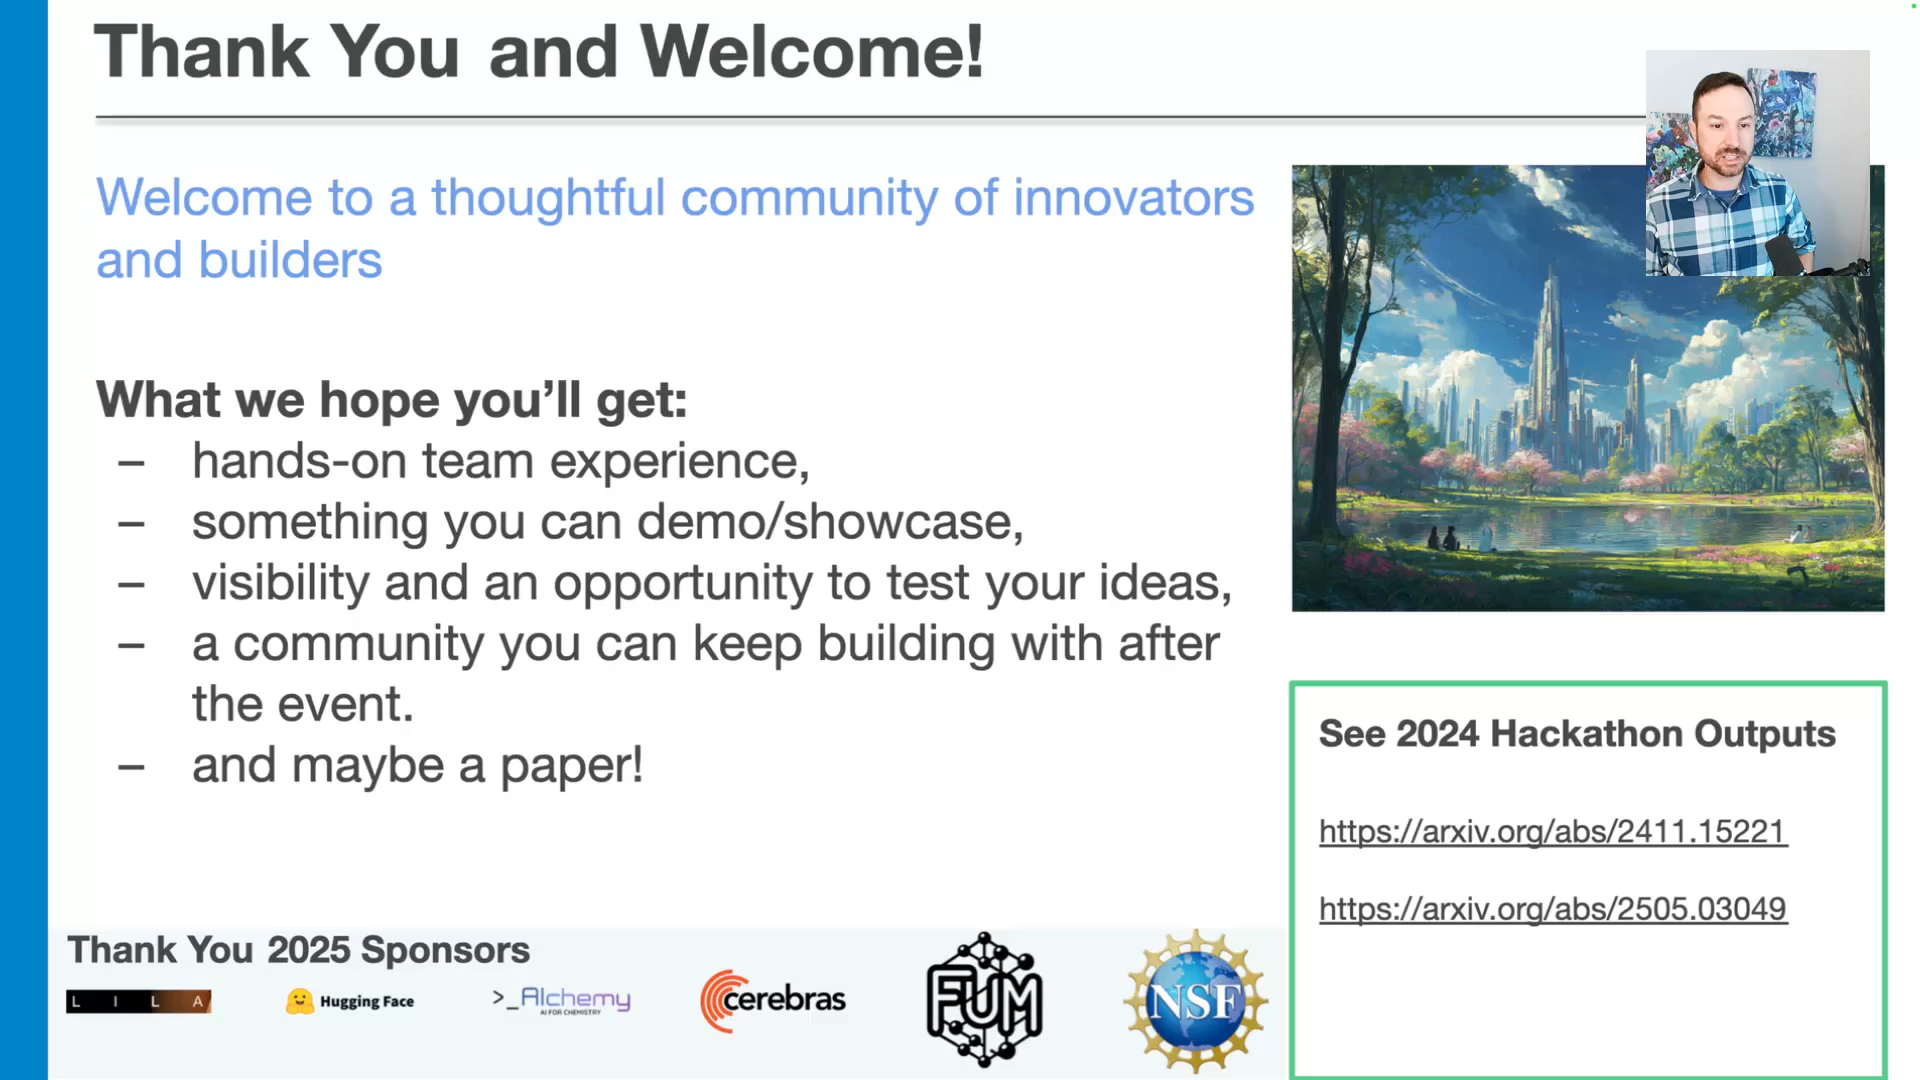 Thank You and Welcome!
Welcome to a thoughtful community of innovators
and builders
What we hope you’ll get:
– hands-on team experience,
– something you can demo/showcase,
– visibility and an opportunity to test your ideas,
– a community you can keep building with after
the event.
– and maybe a paper!
See 2024 Hackathon Outputs
https://arxiv.org/abs/2411.15221
https://arxiv.org/abs/2505.03049
Thank You 2025 Sponsors
L I L A
Hugging Face
>_AIchemy
AI FOR CHEMISTRY
cerebras
FUM
NSF